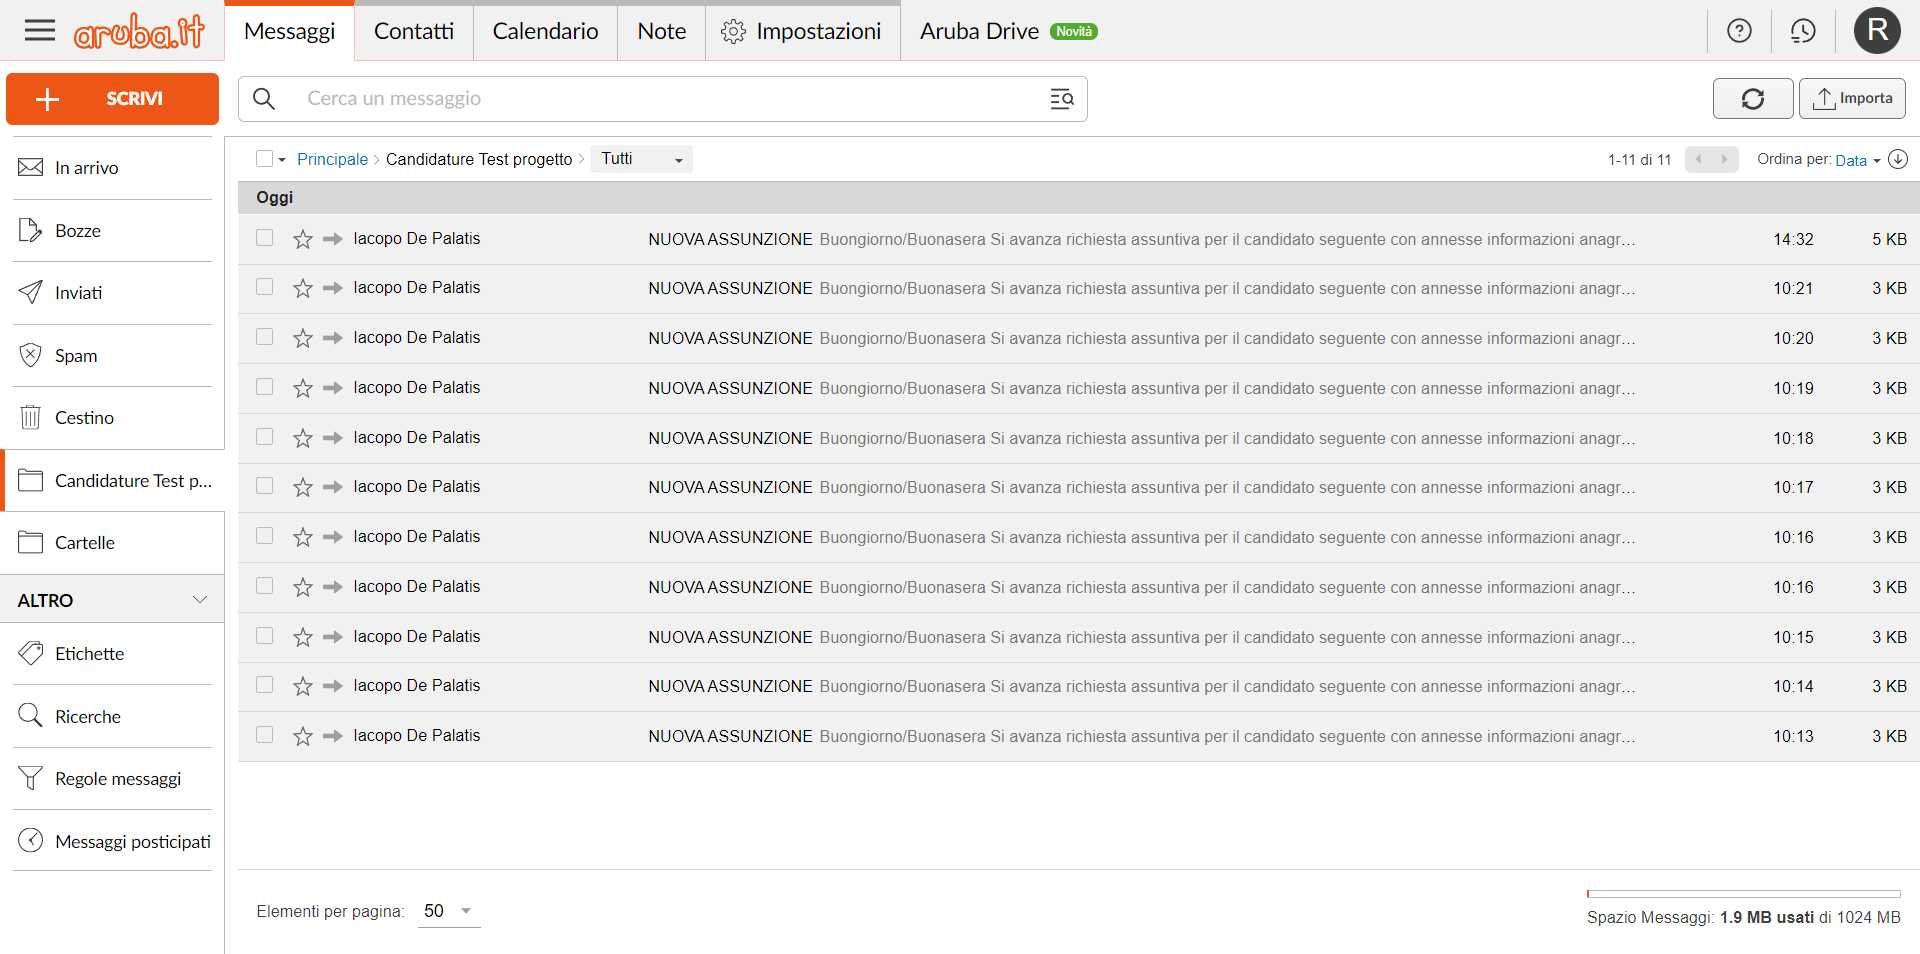 aruba.it Messaggi Contatti Calendario Note Impostazioni Aruba Drive Novità R
SCRIVI Cerca un messaggio Importa
In arrivo
Bozze
Inviati
Spam
Cestino
Candidature Test p...
Cartelle
ALTRO
Etichette
Ricerche
Regole messaggi
Messaggi posticipati
Principale > Candidature Test progetto > Tutti 1-11 di 11 Ordina per: Data
Oggi
Iacopo De Palatis NUOVA ASSUNZIONE Buongiorno/Buonasera Si avanza richiesta assuntiva per il candidato seguente con annesse informazioni anagr... 14:32 5 KB
Iacopo De Palatis NUOVA ASSUNZIONE Buongiorno/Buonasera Si avanza richiesta assuntiva per il candidato seguente con annesse informazioni anagr... 10:21 3 KB
Iacopo De Palatis NUOVA ASSUNZIONE Buongiorno/Buonasera Si avanza richiesta assuntiva per il candidato seguente con annesse informazioni anagr... 10:20 3 KB
Iacopo De Palatis NUOVA ASSUNZIONE Buongiorno/Buonasera Si avanza richiesta assuntiva per il candidato seguente con annesse informazioni anagr... 10:19 3 KB
Iacopo De Palatis NUOVA ASSUNZIONE Buongiorno/Buonasera Si avanza richiesta assuntiva per il candidato seguente con annesse informazioni anagr... 10:18 3 KB
Iacopo De Palatis NUOVA ASSUNZIONE Buongiorno/Buonasera Si avanza richiesta assuntiva per il candidato seguente con annesse informazioni anagr... 10:17 3 KB
Iacopo De Palatis NUOVA ASSUNZIONE Buongiorno/Buonasera Si avanza richiesta assuntiva per il candidato seguente con annesse informazioni anagr... 10:16 3 KB
Iacopo De Palatis NUOVA ASSUNZIONE Buongiorno/Buonasera Si avanza richiesta assuntiva per il candidato seguente con annesse informazioni anagr... 10:16 3 KB
Iacopo De Palatis NUOVA ASSUNZIONE Buongiorno/Buonasera Si avanza richiesta assuntiva per il candidato seguente con annesse informazioni anagr... 10:15 3 KB
Iacopo De Palatis NUOVA ASSUNZIONE Buongiorno/Buonasera Si avanza richiesta assuntiva per il candidato seguente con annesse informazioni anagr... 10:14 3 KB
Iacopo De Palatis NUOVA ASSUNZIONE Buongiorno/Buonasera Si avanza richiesta assuntiva per il candidato seguente con annesse informazioni anagr... 10:13 3 KB
Elementi per pagina: 50
Spazio Messaggi: 1.9 MB usati di 1024 MB